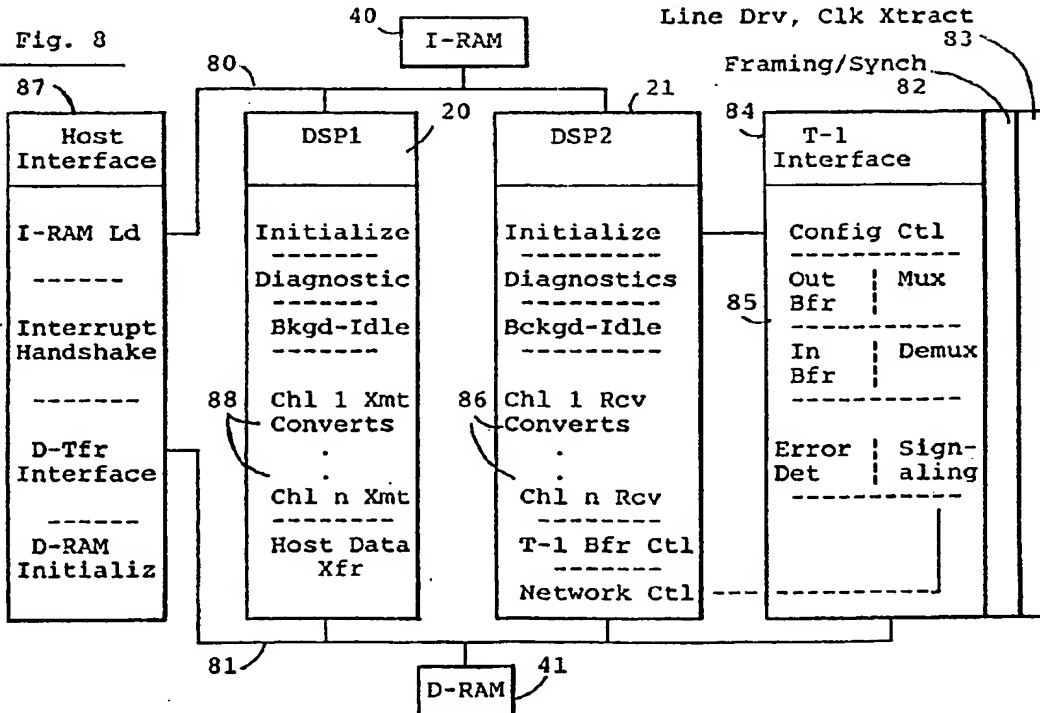 Fig. 8
40
I-RAM
Line Drv, Clk Xtract
83
Framing/Synch
82
87
80
20
21
84
Host
Interface
I-RAM Ld
Interrupt
Handshake
D-Tfr
Interface
D-RAM
Initializ
DSP1
Initialize
Diagnostic
Bkgd-Idle
88
Chl 1 Xmt
Converts
Chl n Xmt
Host Data
Xfr
DSP2
Initialize
Diagnostics
Bckgd-Idle
86
Chl 1 Rcv
Converts
Chl n Rcv
T-1 Bfr Ctl
Network Ctl
T-1
Interface
Config Ctl
85
Out Mux
Bfr
In Demux
Bfr
Error Sign-
Det aling
81
41
D-RAM